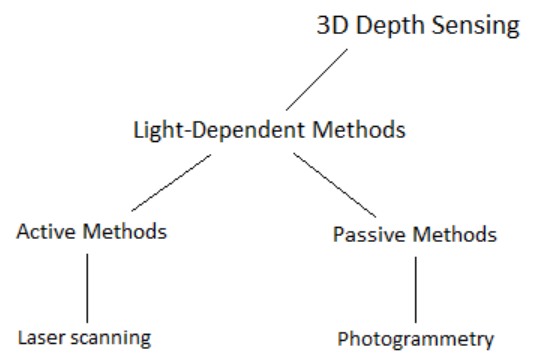 3D Depth Sensing
Light-Dependent Methods
Active Methods
Passive Methods
Laser scanning
Photogrammetry